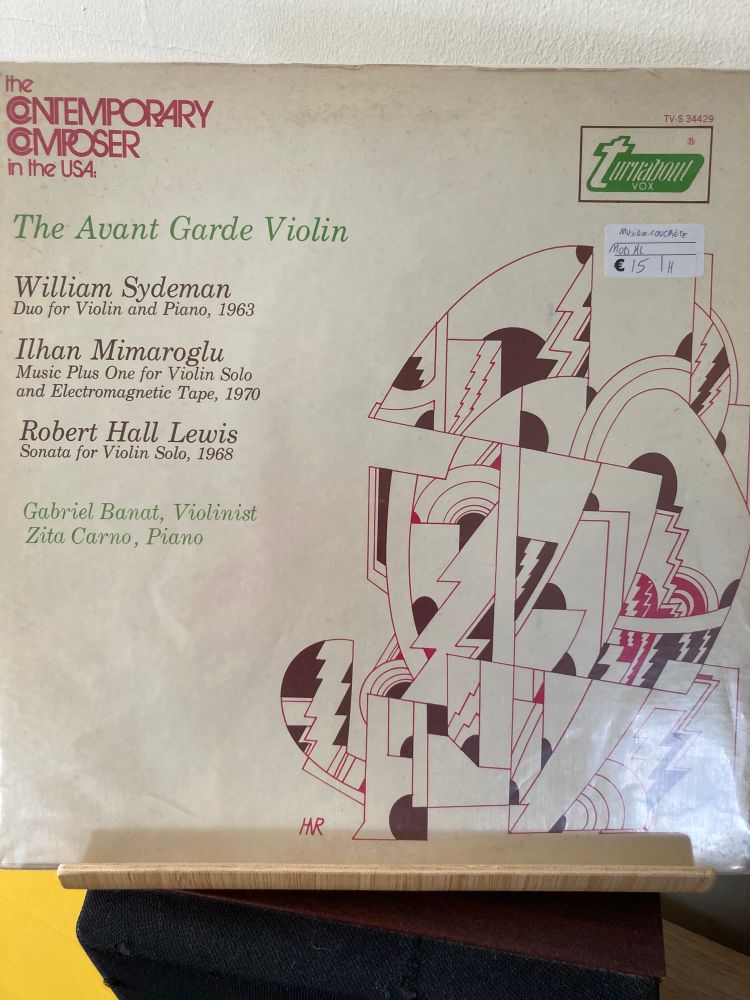 the
CONTEMPORARY
COMPOSER
in the USA:
TV-S 34429
Turnabout ®
VOX
The Avant Garde Violin
MUSIQUE-CONCRÈTE
MOD ML
€ 15 H
William Sydeman
Duo for Violin and Piano, 1963
Ilhan Mimaroglu
Music Plus One for Violin Solo
and Electromagnetic Tape, 1970
Robert Hall Lewis
Sonata for Violin Solo, 1968
Gabriel Banat, Violinist
Zita Carno, Piano